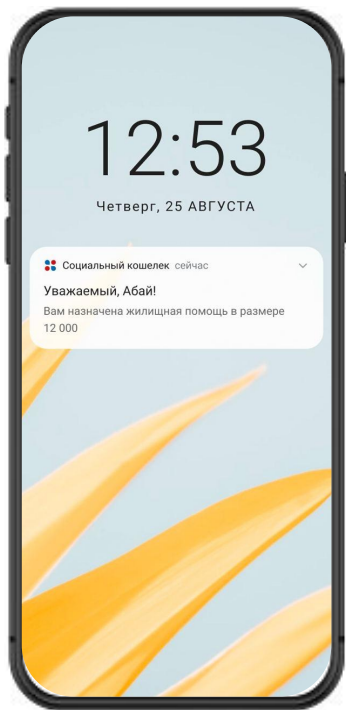 12:53
Четверг, 25 АВГУСТА
Социальный кошелек сейчас
Уважаемый, Абай!
Вам назначена жилищная помощь в размере
12 000